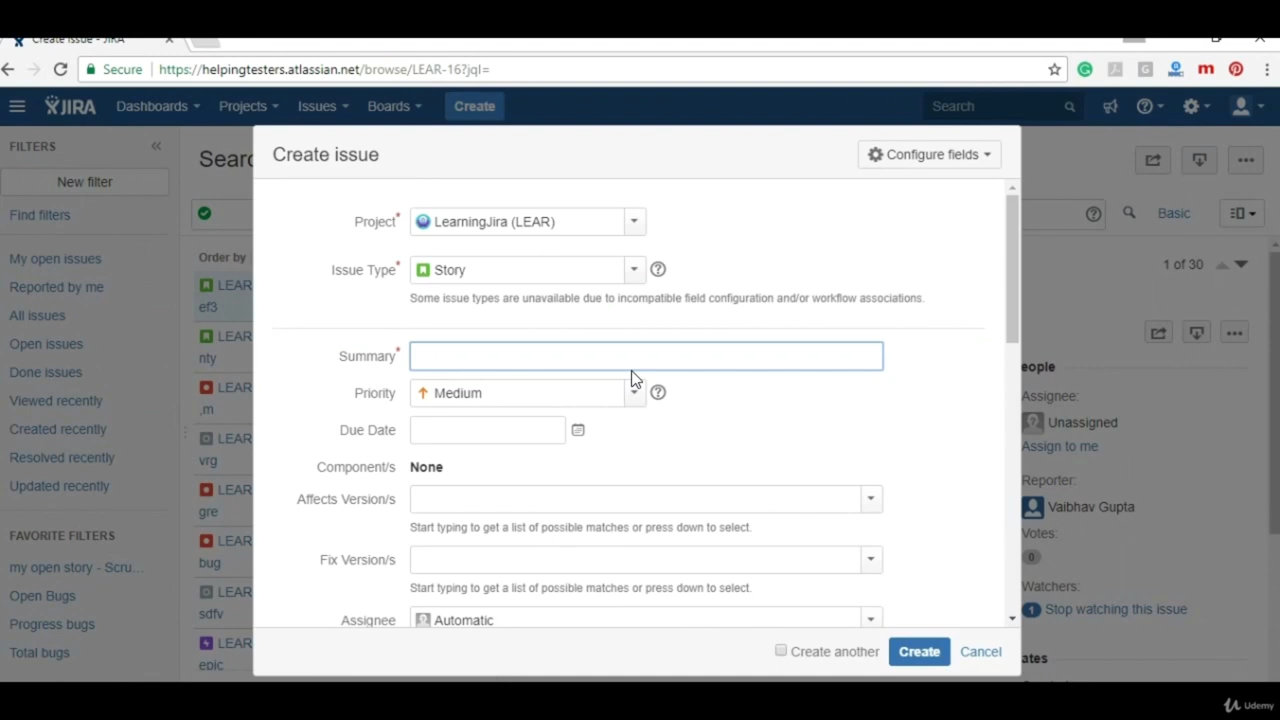 Create issue - JIRA
Secure https://helpingtesters.atlassian.net/browse/LEAR-16?jql=
JIRA Dashboards Projects Issues Boards Create Search
FILTERS
New filter
Find filters
My open issues
Reported by me
All issues
Open issues
Done issues
Viewed recently
Created recently
Resolved recently
Updated recently
FAVORITE FILTERS
my open story - Scru...
Open Bugs
Progress bugs
Total bugs
Searc
Order by
LEAR
ef3
LEAR
nty
LEAR
,m
LEAR
vrg
LEAR
gre
LEAR
bug
LEAR
sdfv
LEAR
epic
Create issue
Configure fields
Project* LearningJira (LEAR)
Issue Type* Story
Some issue types are unavailable due to incompatible field configuration and/or workflow associations.
Summary*
Priority Medium
Due Date
Component/s None
Affects Version/s
Start typing to get a list of possible matches or press down to select.
Fix Version/s
Start typing to get a list of possible matches or press down to select.
Assignee Automatic
Create another Create Cancel
Basic
1 of 30
eople
Assignee:
Unassigned
Assign to me
Reporter:
Vaibhav Gupta
Votes:
0
Watchers:
1 Stop watching this issue
ates
Udemy